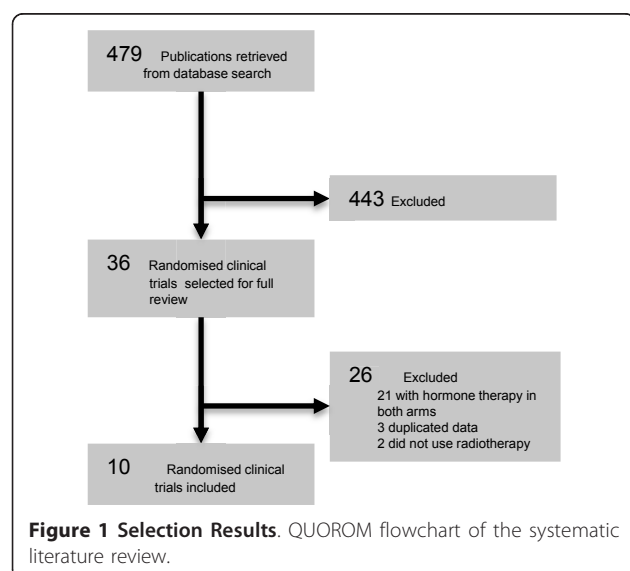 479 Publications retrieved
from database search
443 Excluded
36 Randomised clinical
trials selected for full
review
26 Excluded
21 with hormone therapy in
both arms
3 duplicated data
2 did not use radiotherapy
10 Randomised clinical
trials included
Figure 1 Selection Results. QUOROM flowchart of the systematic
literature review.